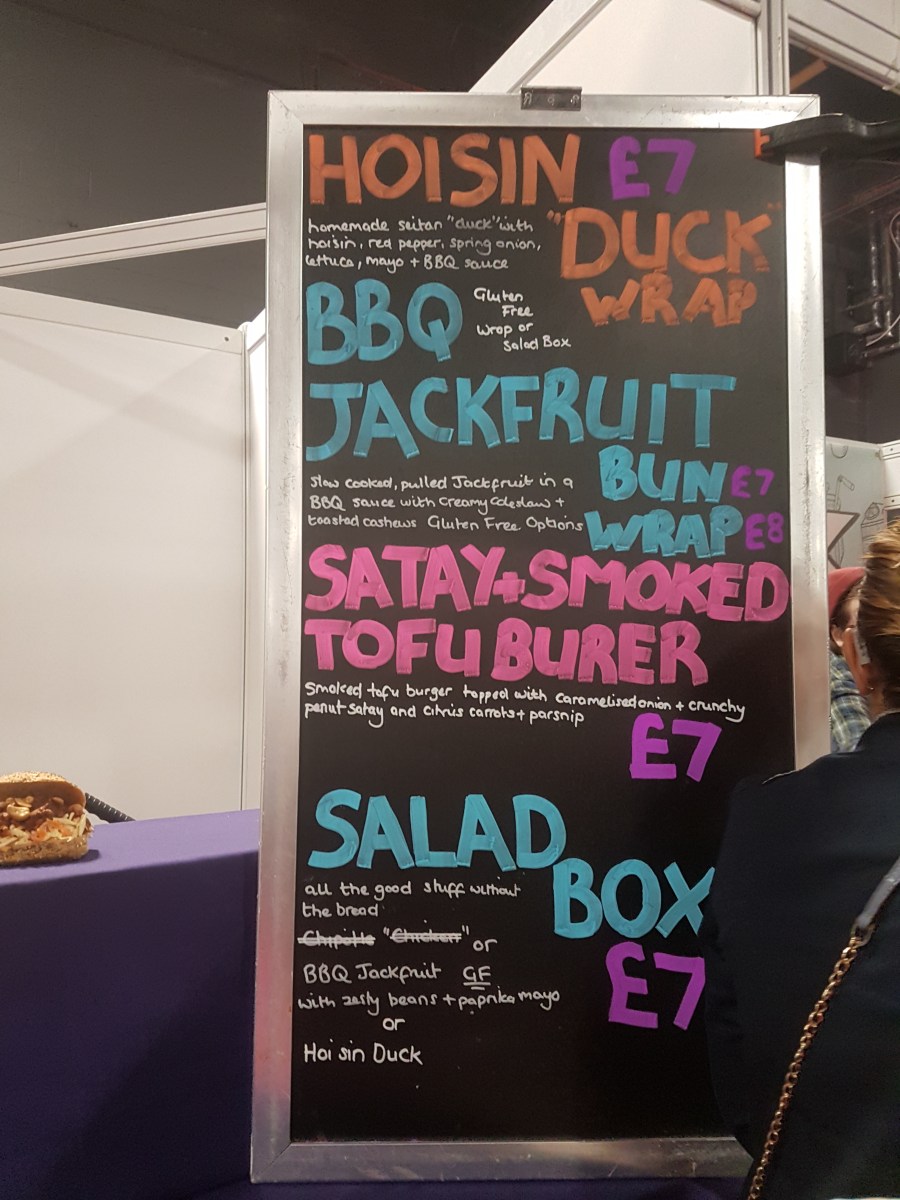 HOISIN £7
"DUCK"
WRAP
homemade seitan "duck" with
hoisin, red pepper, spring onion,
lettuce, mayo + BBQ sauce
BBQ
Gluten
Free
Wrap or
Salad Box
JACKFRUIT
BUN £7
WRAP £8
slow cooked, pulled Jackfruit in a
BBQ sauce with Creamy Coleslaw +
toasted cashews Gluten Free Options
SATAY+SMOKED
TOFU BURER
Smoked tofu burger topped with caramelised onion + crunchy
penut satay and citrus carrots + parsnip
£7
SALAD
BOX
£7
all the good stuff without
the bread
Chipotle "Chicken" or
BBQ Jackfruit GF
with zesty beans + paprika mayo
or
Hoisin Duck